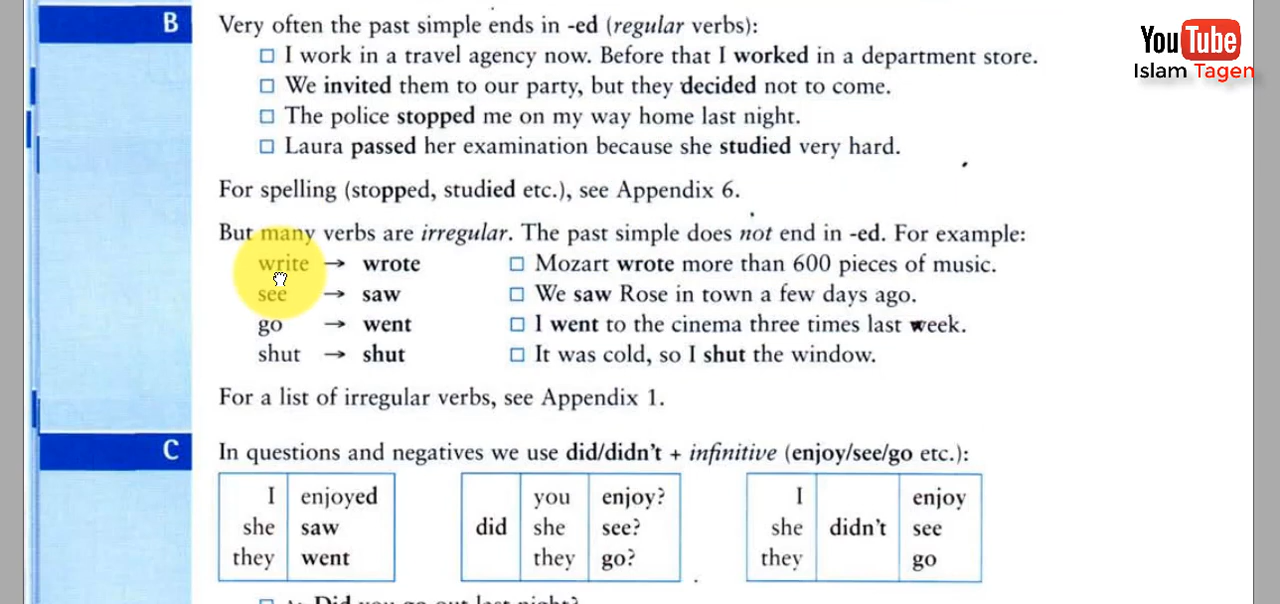 B
Very often the past simple ends in -ed (regular verbs):
I work in a travel agency now. Before that I worked in a department store.
We invited them to our party, but they decided not to come.
The police stopped me on my way home last night.
Laura passed her examination because she studied very hard.
For spelling (stopped, studied etc.), see Appendix 6.
But many verbs are irregular. The past simple does not end in -ed. For example:
write → wrote Mozart wrote more than 600 pieces of music.
see → saw We saw Rose in town a few days ago.
go → went I went to the cinema three times last week.
shut → shut It was cold, so I shut the window.
For a list of irregular verbs, see Appendix 1.
C
In questions and negatives we use did/didn't + infinitive (enjoy/see/go etc.):
I enjoyed
she saw
they went
you enjoy?
did she see?
they go?
I enjoy
she didn't see
they go
Did you go out last night?
YouTube
Islam Tagen